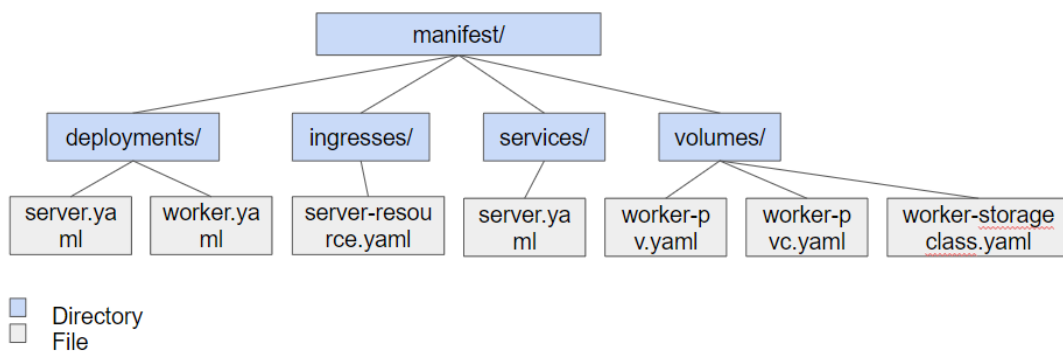 manifest/
deployments/
ingresses/
services/
volumes/
server.ya
ml
worker.ya
ml
server-resou
rce.yaml
server.ya
ml
worker-p
v.yaml
worker-p
vc.yaml
worker-storage
class.yaml
Directory
File